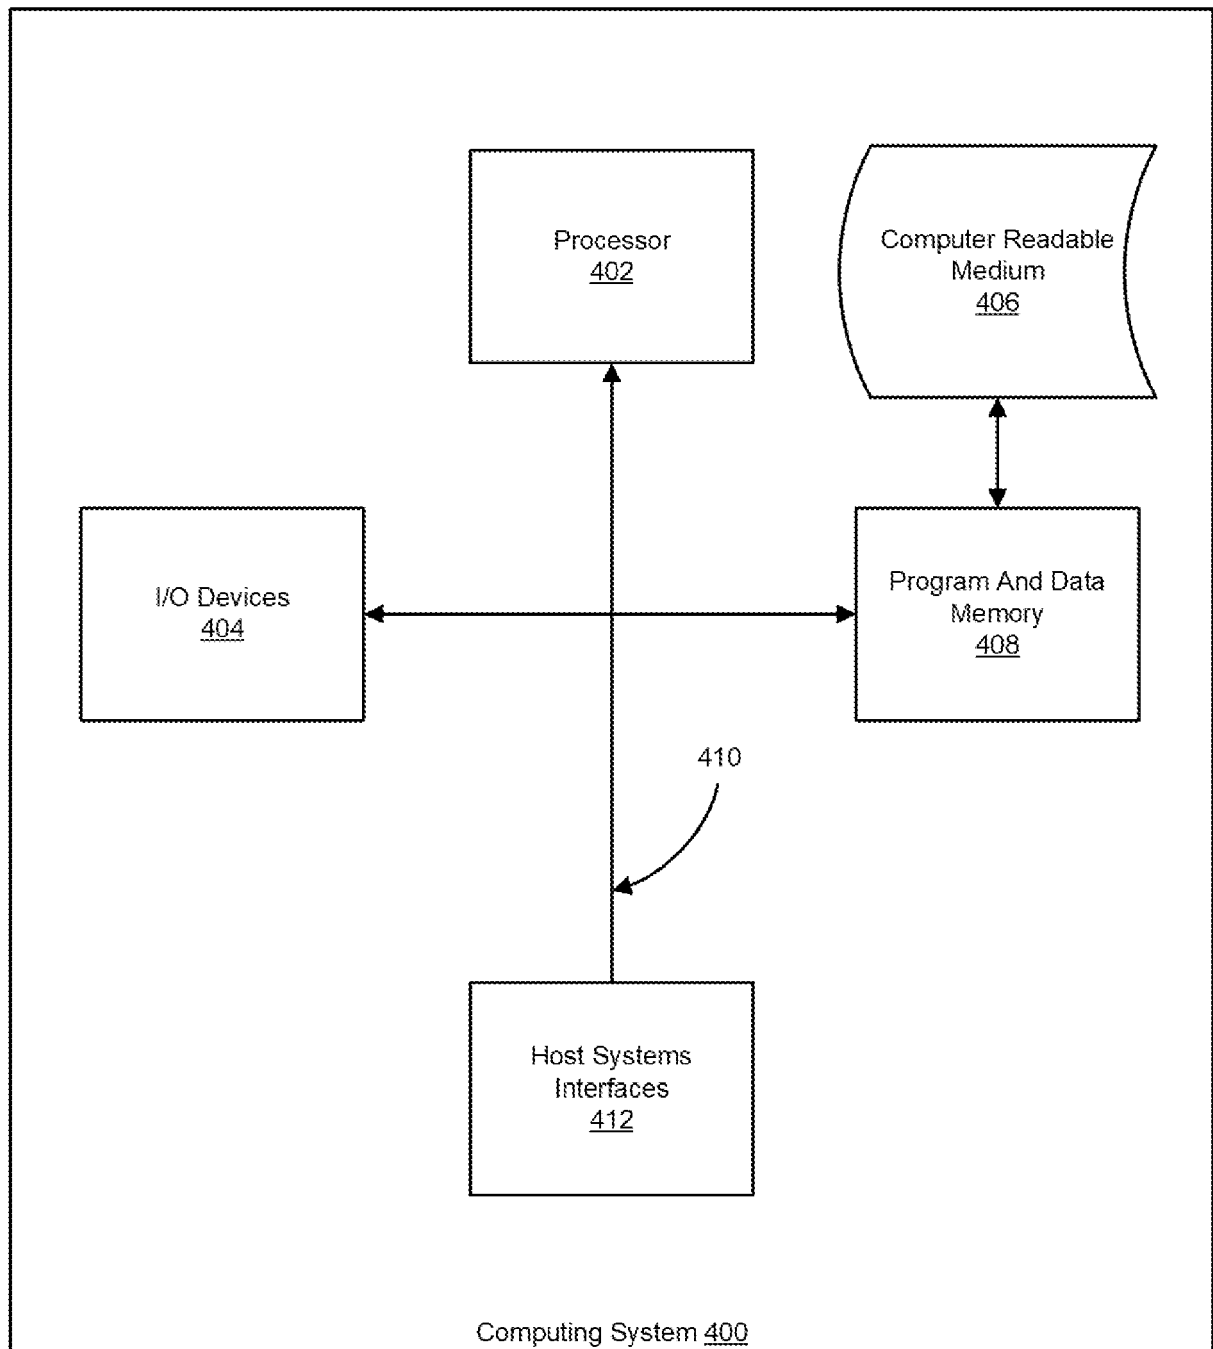 Processor
402
Computer Readable
Medium
406
I/O Devices
404
Program And Data
Memory
408
410
Host Systems
Interfaces
412
Computing System 400